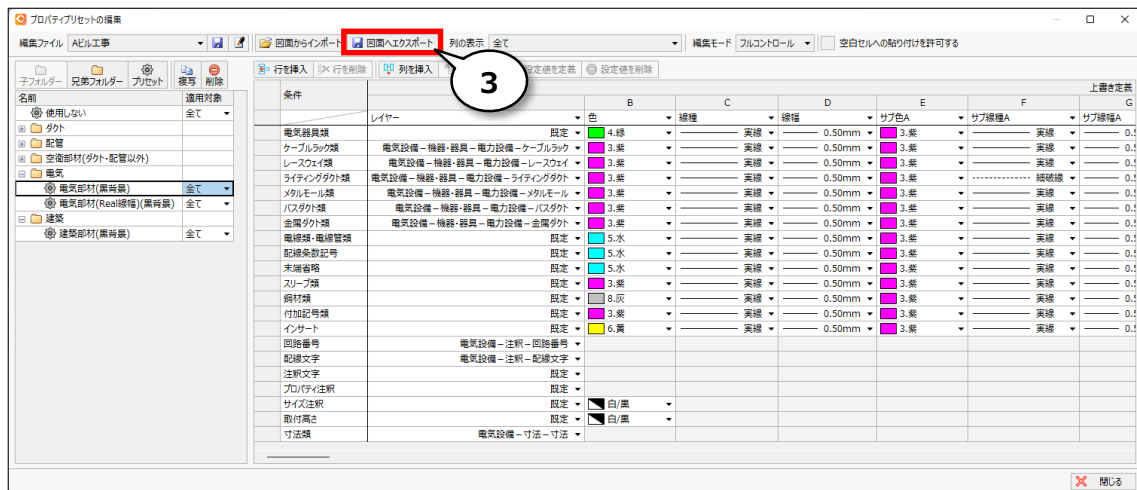 プロパティプリセットの編集
編集ファイル Aビル工事 図面からインポート 図面へエクスポート 列の表示 全て 編集モード フルコントロール 空白セルへの貼り付けを許可する
3
子フォルダー 兄弟フォルダー プリセット 複写 削除
行を挿入 行を削除 列を挿入 設定値を定義 設定値を削除
名前 適用対象
使用しない 全て
ダクト
配管
空衛部材(ダクト・配管以外)
電気
電気部材(黒背景) 全て
電気部材(Real線幅)(黒背景) 全て
建築
建築部材(黒背景) 全て
条件 上書き定義
B C D E F G
レイヤー 色 線種 線幅 サブ色A サブ線種A サブ線幅A
電気器具類 既定 4.緑 実線 0.50mm 3.紫 実線 0.5
ケーブルラック類 電気設備－機器・器具－電力設備－ケーブルラック 3.紫 実線 0.50mm 3.紫 実線 0.5
レースウェイ類 電気設備－機器・器具－電力設備－レースウェイ 3.紫 実線 0.50mm 3.紫 実線 0.5
ライティングダクト類 電気設備－機器・器具－電力設備－ライティングダクト 3.紫 実線 0.50mm 3.紫 細破線 0.5
メタルモール類 電気設備－機器・器具－電力設備－メタルモール 3.紫 実線 0.50mm 3.紫 実線 0.5
バスダクト類 電気設備－機器・器具－電力設備－バスダクト 3.紫 実線 0.50mm 3.紫 実線 0.5
金属ダクト類 電気設備－機器・器具－電力設備－金属ダクト 3.紫 実線 0.50mm 3.紫 実線 0.5
電線類・電線管類 既定 5.水 実線 0.50mm 3.紫 実線 0.5
配線条数記号 既定 5.水 実線 0.50mm 3.紫 実線 0.5
末端省略 既定 5.水 実線 0.50mm 3.紫 実線 0.5
スリーブ類 既定 3.紫 実線 0.50mm 3.紫 実線 0.5
鋼材類 既定 8.灰 実線 0.50mm 3.紫 実線 0.5
付加記号類 既定 3.紫 実線 0.50mm 3.紫 実線 0.5
インサート 既定 6.黄 実線 0.50mm 3.紫 実線 0.5
回路番号 電気設備－注釈－回路番号
配線文字 電気設備－注釈－配線文字
注釈文字 既定
プロパティ注釈 既定
サイズ注釈 既定 白/黒
取付高さ 既定 白/黒
寸法類 電気設備－寸法－寸法
閉じる